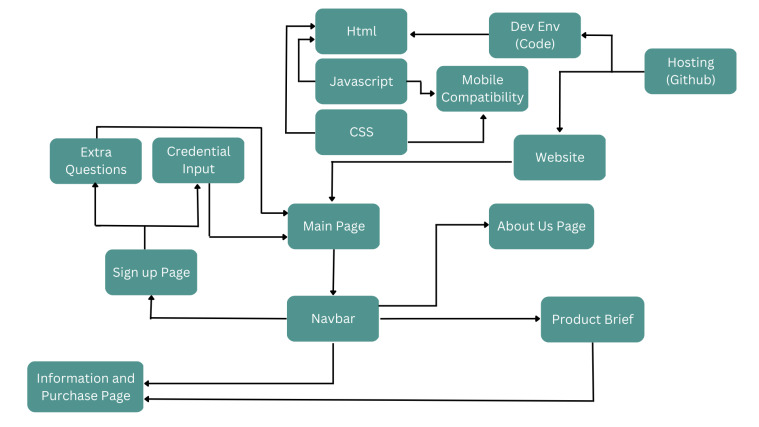 Html
Dev Env
(Code)
Hosting
(Github)
Javascript
Mobile
Compatibility
CSS
Extra
Questions
Credential
Input
Website
Main Page
About Us Page
Sign up Page
Navbar
Product Brief
Information and
Purchase Page